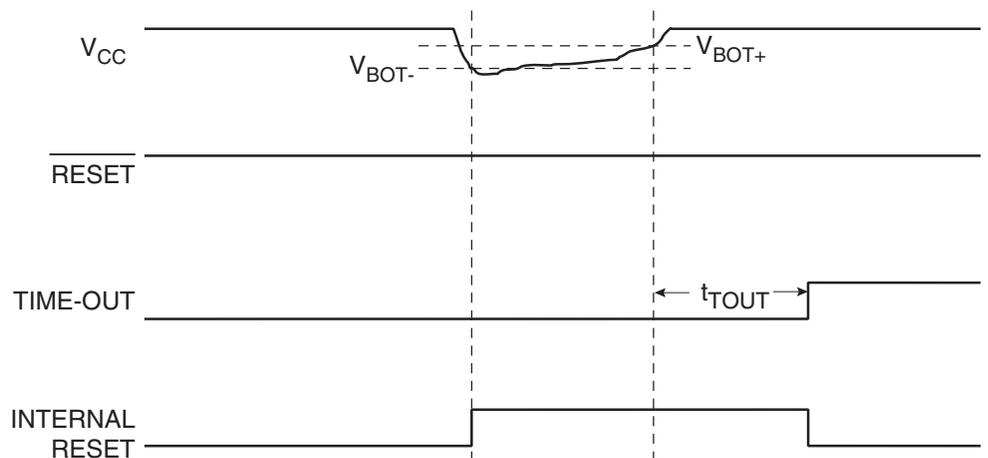 VCC
VBOT+
VBOT-
RESET
TIME-OUT
tTOUT
INTERNAL
RESET